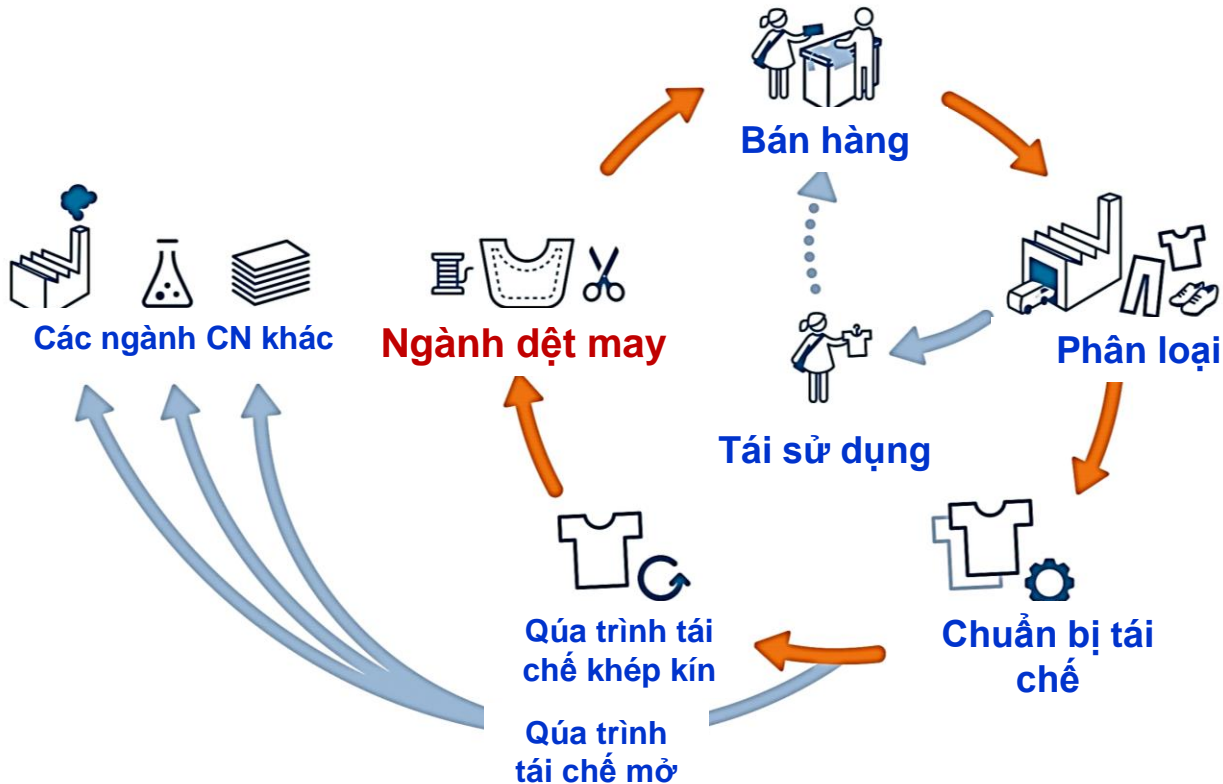 Bán hàng
Các ngành CN khác
Ngành dệt may
Phân loại
Tái sử dụng
Qúa trình tái
chế khép kín
Chuẩn bị tái
chế
Qúa trình
tái chế mở